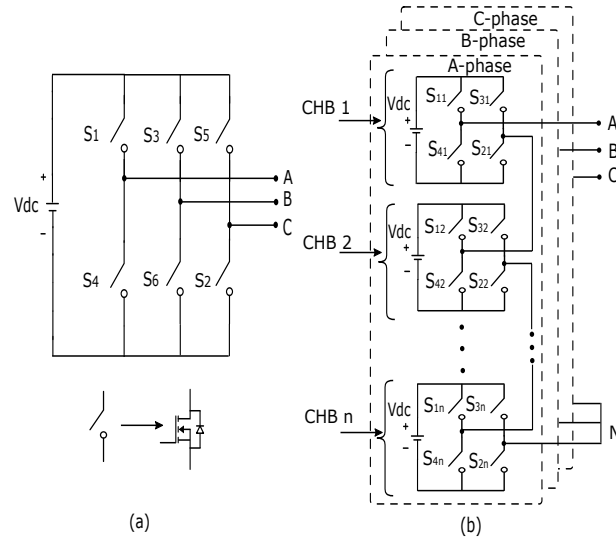 C-phase
B-phase
A-phase
S1 S3 S5
+
Vdc
-
A
B
C
S4 S6 S2
(a)
CHB 1
Vdc
+
-
S11 S31
S41 S21
A
B
C
CHB 2
Vdc
+
-
S12 S32
S42 S22
CHB n
Vdc
+
-
S1n S3n
S4n S2n
N
(b)